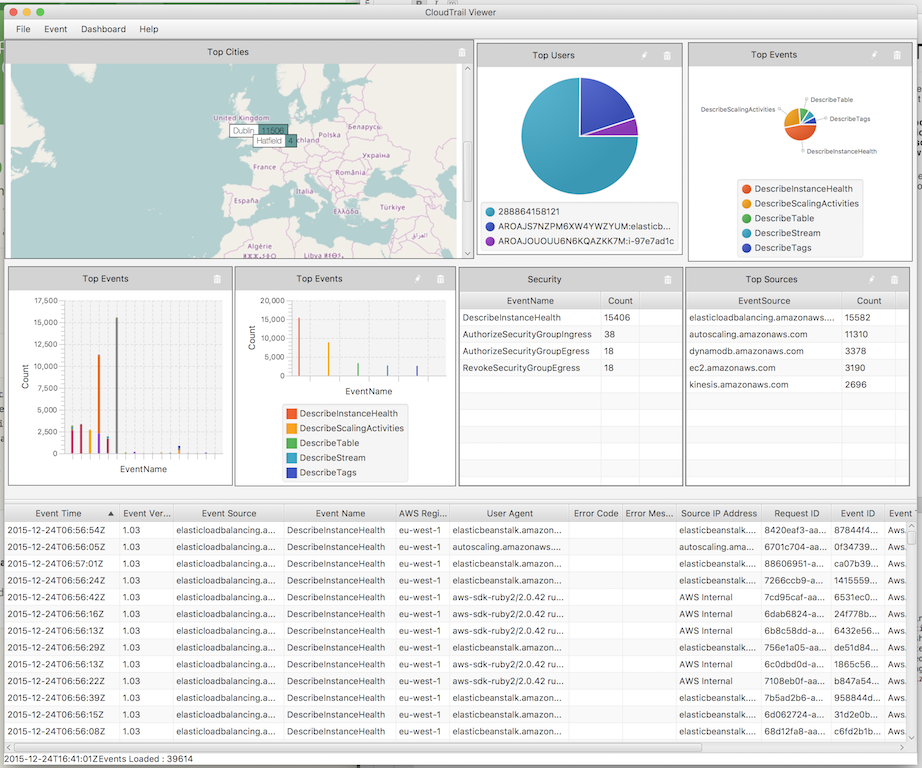 CloudTrail Viewer
File Event Dashboard Help
Top Cities
United Kingdom
Dublin 11506
Hatfield 4
chland
Polska
Беларусь
Україна
France
România
Italia
España
Ελλάδα
Türkiye
Algérie
Libya
العراق
Top Users
288864158121
AROAJS7NZPM6XW4YWZYUM:elasticb...
AROAJOUOUU6N6KQAZKK7M:i-97e7ad1c
Top Events
DescribeTable
DescribeScalingActivities
DescribeTags
DescribeInstanceHealth
DescribeInstanceHealth
DescribeScalingActivities
DescribeTable
DescribeStream
DescribeTags
Top Events
17,500
15,000
12,500
10,000
7,500
5,000
2,500
0
Count
EventName
Top Events
20,000
15,000
10,000
5,000
0
Count
EventName
DescribeInstanceHealth
DescribeScalingActivities
DescribeTable
DescribeStream
DescribeTags
Security
EventName Count
DescribeInstanceHealth 15406
AuthorizeSecurityGroupIngress 38
AuthorizeSecurityGroupEgress 18
RevokeSecurityGroupEgress 18
Top Sources
EventSource Count
elasticloadbalancing.amazonaws.... 15582
autoscaling.amazonaws.com 11310
dynamodb.amazonaws.com 3378
ec2.amazonaws.com 3190
kinesis.amazonaws.com 2696
Event Time Event Ver... Event Source Event Name AWS Regi... User Agent Error Code Error Mes... Source IP Address Request ID Event ID Event
2015-12-24T06:56:54Z 1.03 elasticloadbalancing.a... DescribeInstanceHealth eu-west-1 elasticbeanstalk.amazon... elasticbeanstalk.... 8420eaf3-aa... 87844f4... Aws.
2015-12-24T06:56:05Z 1.03 elasticloadbalancing.a... DescribeInstanceHealth eu-west-1 autoscaling.amazonaws.... autoscaling.ama... 6701c704-aa... 0f34739... Aws.
2015-12-24T06:57:01Z 1.03 elasticloadbalancing.a... DescribeInstanceHealth eu-west-1 elasticbeanstalk.amazon... elasticbeanstalk.... 88606951-a... ca07b39... Aws.
2015-12-24T06:56:24Z 1.03 elasticloadbalancing.a... DescribeInstanceHealth eu-west-1 elasticbeanstalk.amazon... elasticbeanstalk.... 7266ccb9-a... 1415559... Aws.
2015-12-24T06:56:42Z 1.03 elasticloadbalancing.a... DescribeInstanceHealth eu-west-1 aws-sdk-ruby2/2.0.42 ru... AWS Internal 7cd95caf-aa... 6531ec0... Aws.
2015-12-24T06:56:16Z 1.03 elasticloadbalancing.a... DescribeInstanceHealth eu-west-1 aws-sdk-ruby2/2.0.42 ru... AWS Internal 6dab6824-a... 24f778b... Aws.
2015-12-24T06:56:13Z 1.03 elasticloadbalancing.a... DescribeInstanceHealth eu-west-1 aws-sdk-ruby2/2.0.42 ru... AWS Internal 6b8c58dd-a... 6432e56... Aws.
2015-12-24T06:56:29Z 1.03 elasticloadbalancing.a... DescribeInstanceHealth eu-west-1 elasticbeanstalk.amazon... elasticbeanstalk.... 756e1a05-aa... de51d84... Aws.
2015-12-24T06:56:13Z 1.03 elasticloadbalancing.a... DescribeInstanceHealth eu-west-1 aws-sdk-ruby2/2.0.42 ru... AWS Internal 6c0dbd0d-a... 1865c56... Aws.
2015-12-24T06:56:22Z 1.03 elasticloadbalancing.a... DescribeInstanceHealth eu-west-1 aws-sdk-ruby2/2.0.42 ru... AWS Internal 7108eb0f-aa... b847a54... Aws.
2015-12-24T06:56:39Z 1.03 elasticloadbalancing.a... DescribeInstanceHealth eu-west-1 elasticbeanstalk.amazon... elasticbeanstalk.... 7b5ad2b6-a... 958844d... Aws.
2015-12-24T06:56:15Z 1.03 elasticloadbalancing.a... DescribeInstanceHealth eu-west-1 elasticbeanstalk.amazon... elasticbeanstalk.... 6d062724-a... 31d2e0b... Aws.
2015-12-24T06:56:08Z 1.03 elasticloadbalancing.a... DescribeInstanceHealth eu-west-1 elasticbeanstalk.amazon... elasticbeanstalk.... 68d12fa8-aa... c6fd2b1b... Aws.
2015-12-24T16:41:01Z Events Loaded : 39614